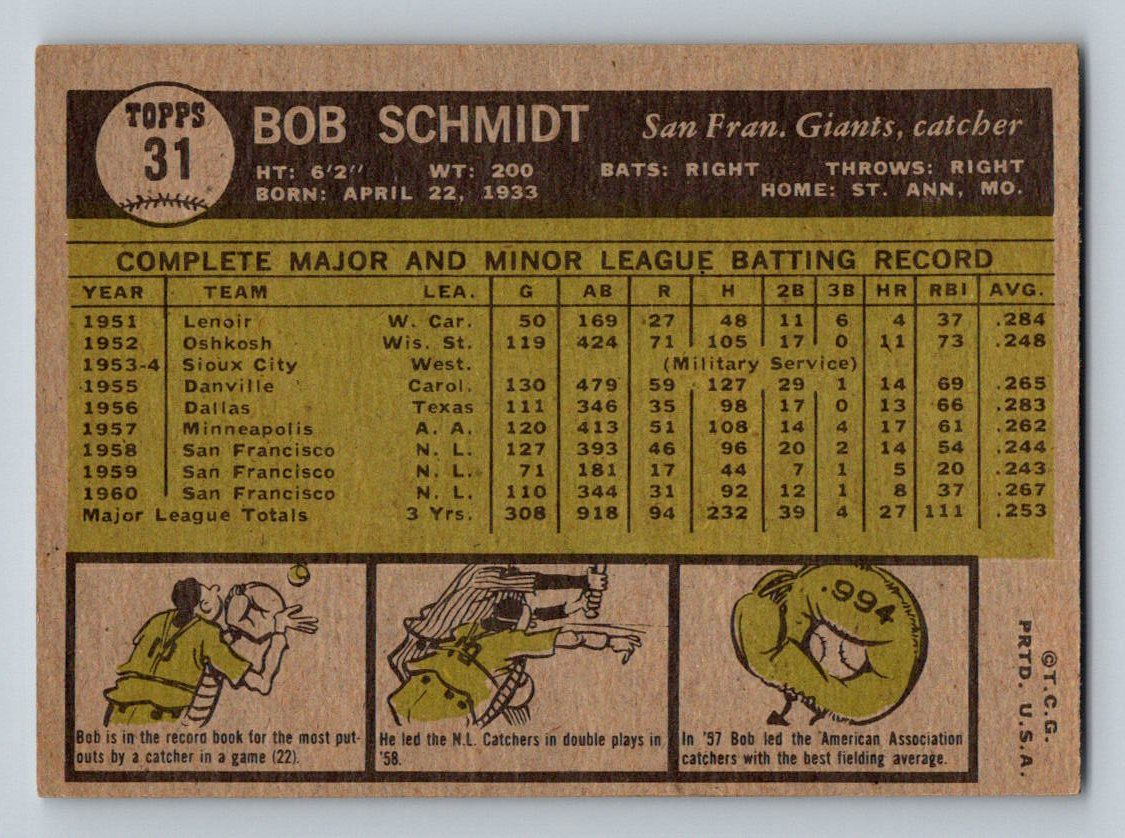 TOPPS
31
BOB SCHMIDT San Fran. Giants, catcher
HT: 6'2" WT: 200 BATS: RIGHT THROWS: RIGHT
BORN: APRIL 22, 1933 HOME: ST. ANN, MO.
COMPLETE MAJOR AND MINOR LEAGUE BATTING RECORD
YEAR TEAM LEA. G AB R H 2B 3B HR RBI AVG.
1951 Lenoir W. Car. 50 169 27 48 11 6 4 37 .284
1952 Oshkosh Wis. St. 119 424 71 105 17 0 11 73 .248
1953-4 Sioux City West. (Military Service)
1955 Danville Carol. 130 479 59 127 29 1 14 69 .265
1956 Dallas Texas 111 346 35 98 17 0 13 66 .283
1957 Minneapolis A. A. 120 413 51 108 14 4 17 61 .262
1958 San Francisco N. L. 127 393 46 96 20 2 14 54 .244
1959 San Francisco N. L. 71 181 17 44 7 1 5 20 .243
1960 San Francisco N. L. 110 344 31 92 12 1 8 37 .267
Major League Totals 3 Yrs. 308 918 94 232 39 4 27 111 .253
Bob is in the record book for the most put-
outs by a catcher in a game (22).
He led the N.L. Catchers in double plays in
'58.
.994
In '57 Bob led the American Association
catchers with the best fielding average.
©T.C.G.
PRTD. U.S.A.